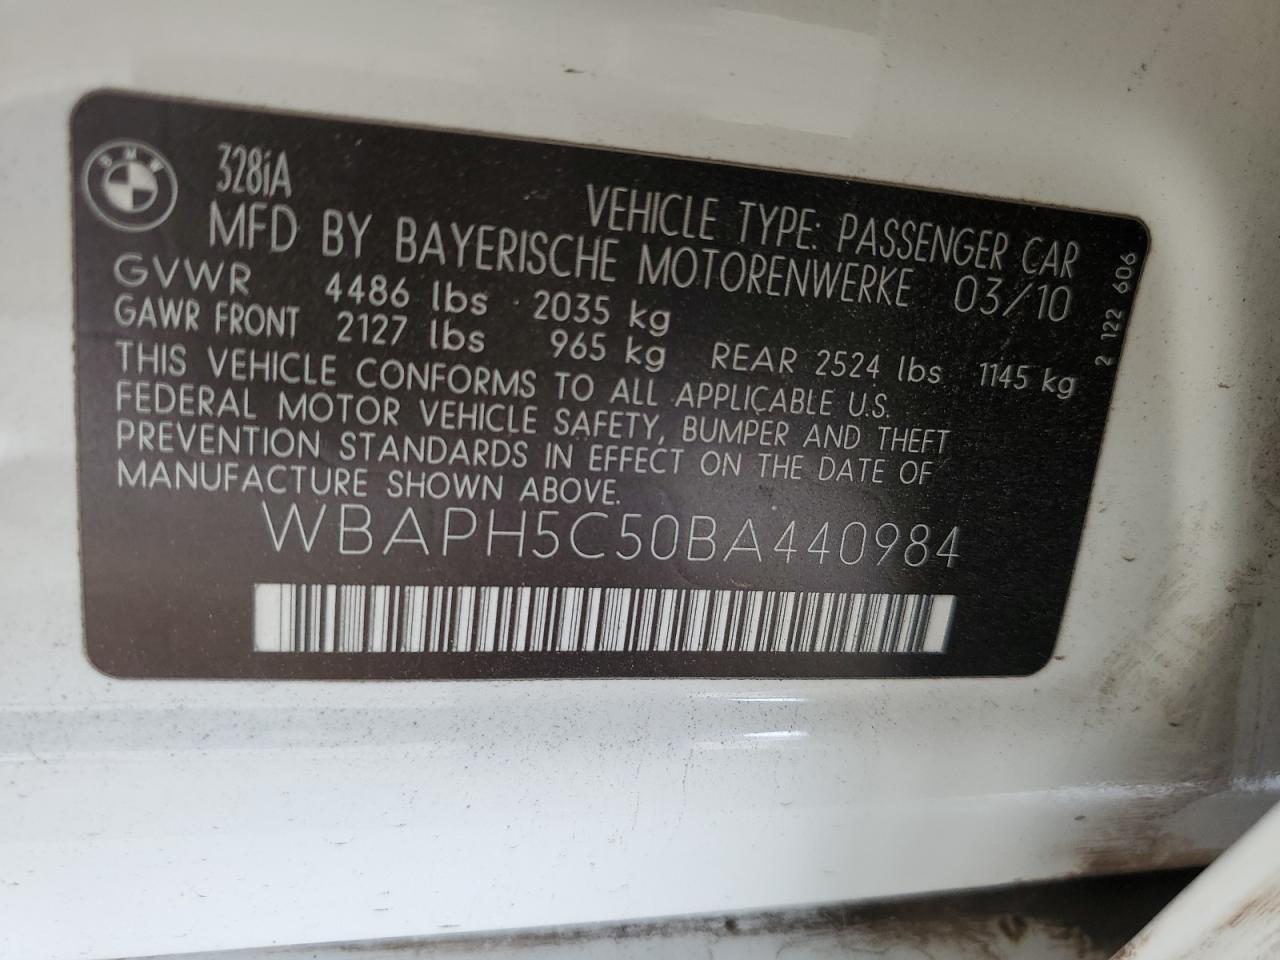 BMW
328iA
VEHICLE TYPE: PASSENGER CAR
MFD BY BAYERISCHE MOTORENWERKE 03/10
GVWR 4486 lbs 2035 kg
GAWR FRONT 2127 lbs 965 kg REAR 2524 lbs 1145 kg
THIS VEHICLE CONFORMS TO ALL APPLICABLE U.S.
FEDERAL MOTOR VEHICLE SAFETY, BUMPER AND THEFT
PREVENTION STANDARDS IN EFFECT ON THE DATE OF
MANUFACTURE SHOWN ABOVE.
WBAPH5C50BA440984
2 122 606